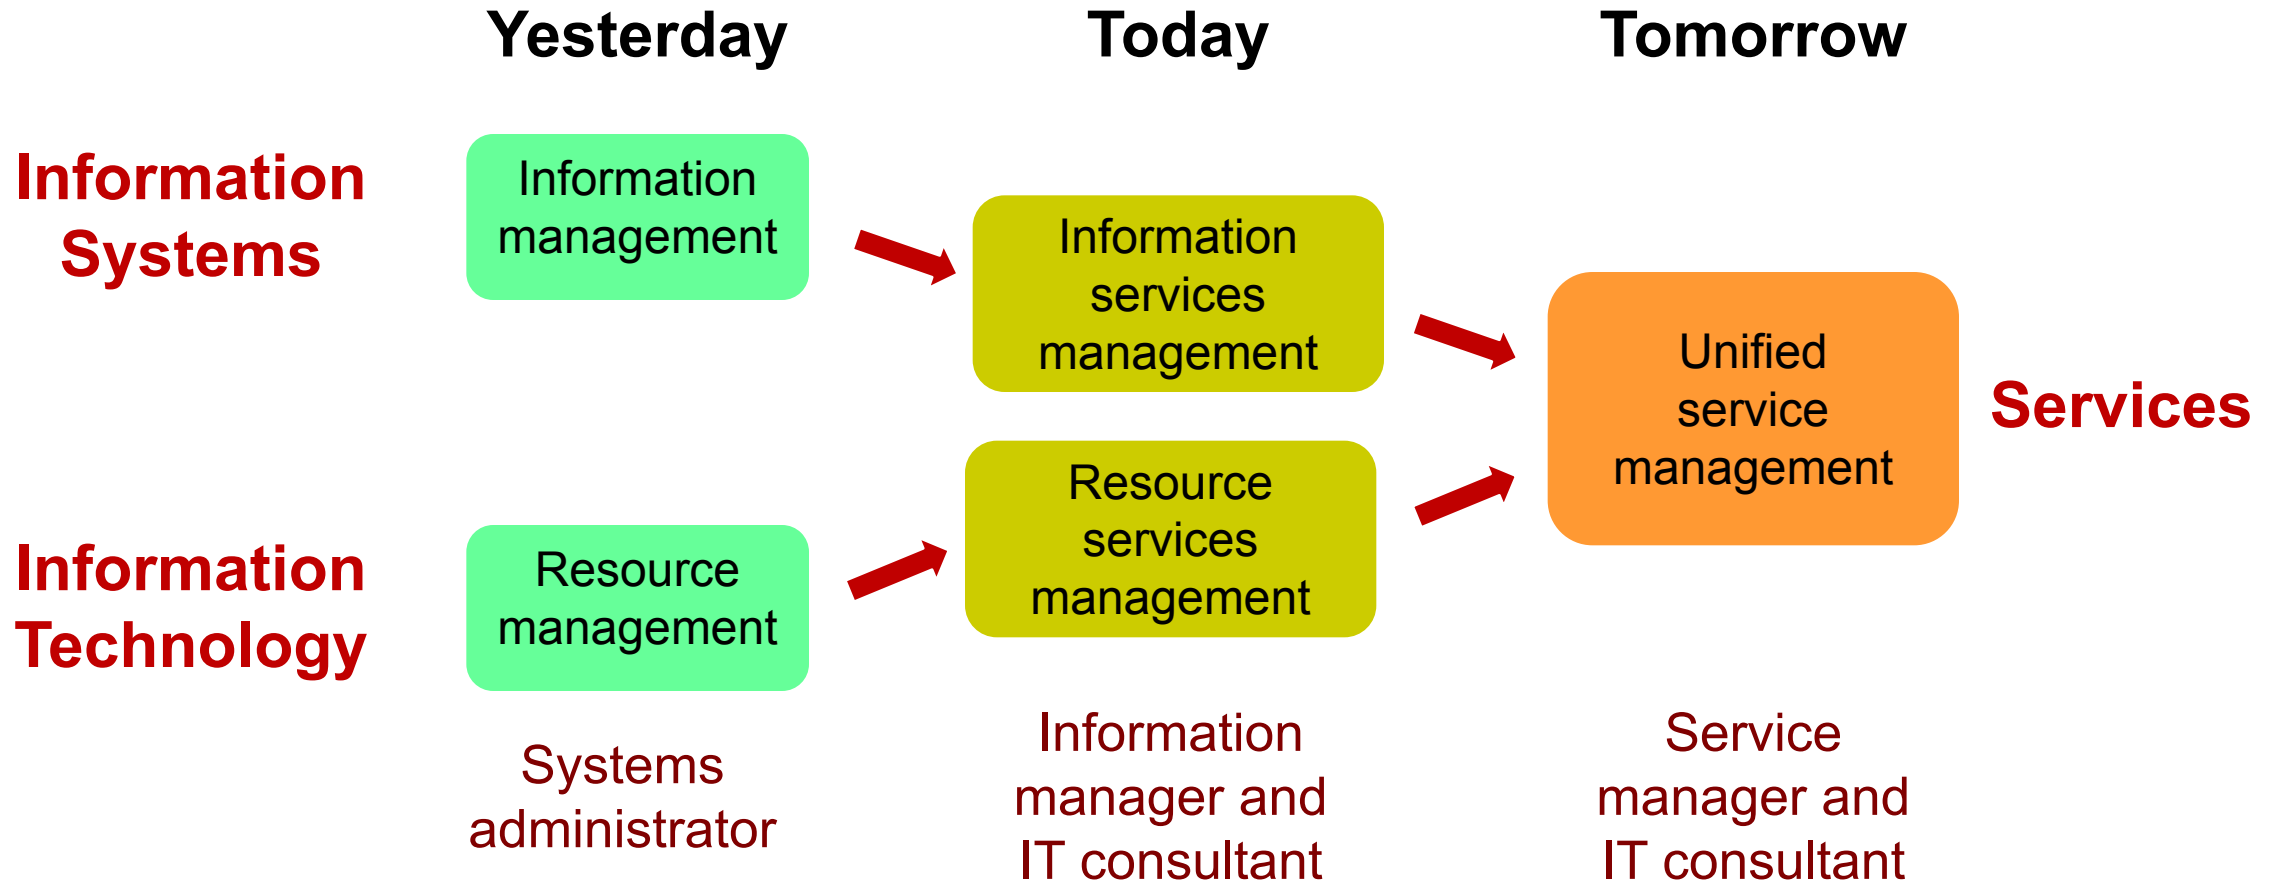 Yesterday
Today
Tomorrow
Information
Systems
Information
management
Information
services
management
Unified
service
management
Services
Information
Technology
Resource
management
Resource
services
management
Systems
administrator
Information
manager and
IT consultant
Service
manager and
IT consultant